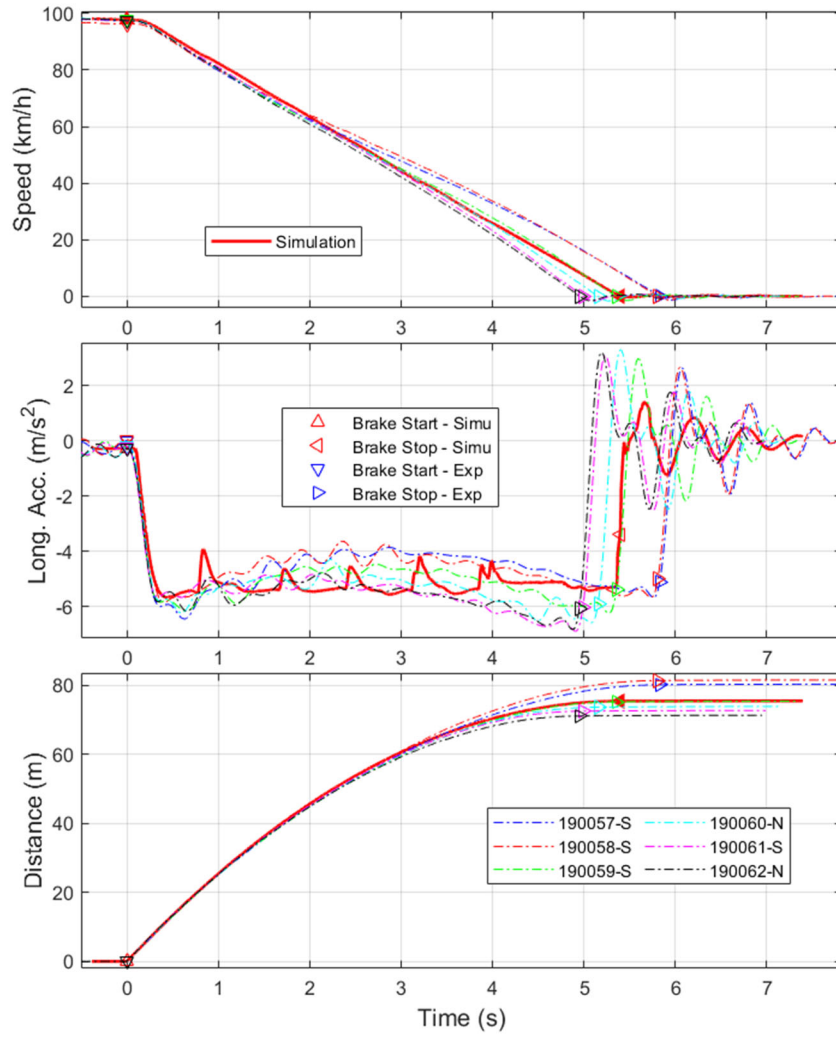 100
80
60
40
20
0
Speed (km/h)
Simulation
0 1 2 3 4 5 6 7
2
0
-2
-4
-6
Long. Acc. (m/s²)
Brake Start - Simu
Brake Stop - Simu
Brake Start - Exp
Brake Stop - Exp
0 1 2 3 4 5 6 7
80
60
40
20
0
Distance (m)
190057-S 190060-N
190058-S 190061-S
190059-S 190062-N
0 1 2 3 4 5 6 7
Time (s)